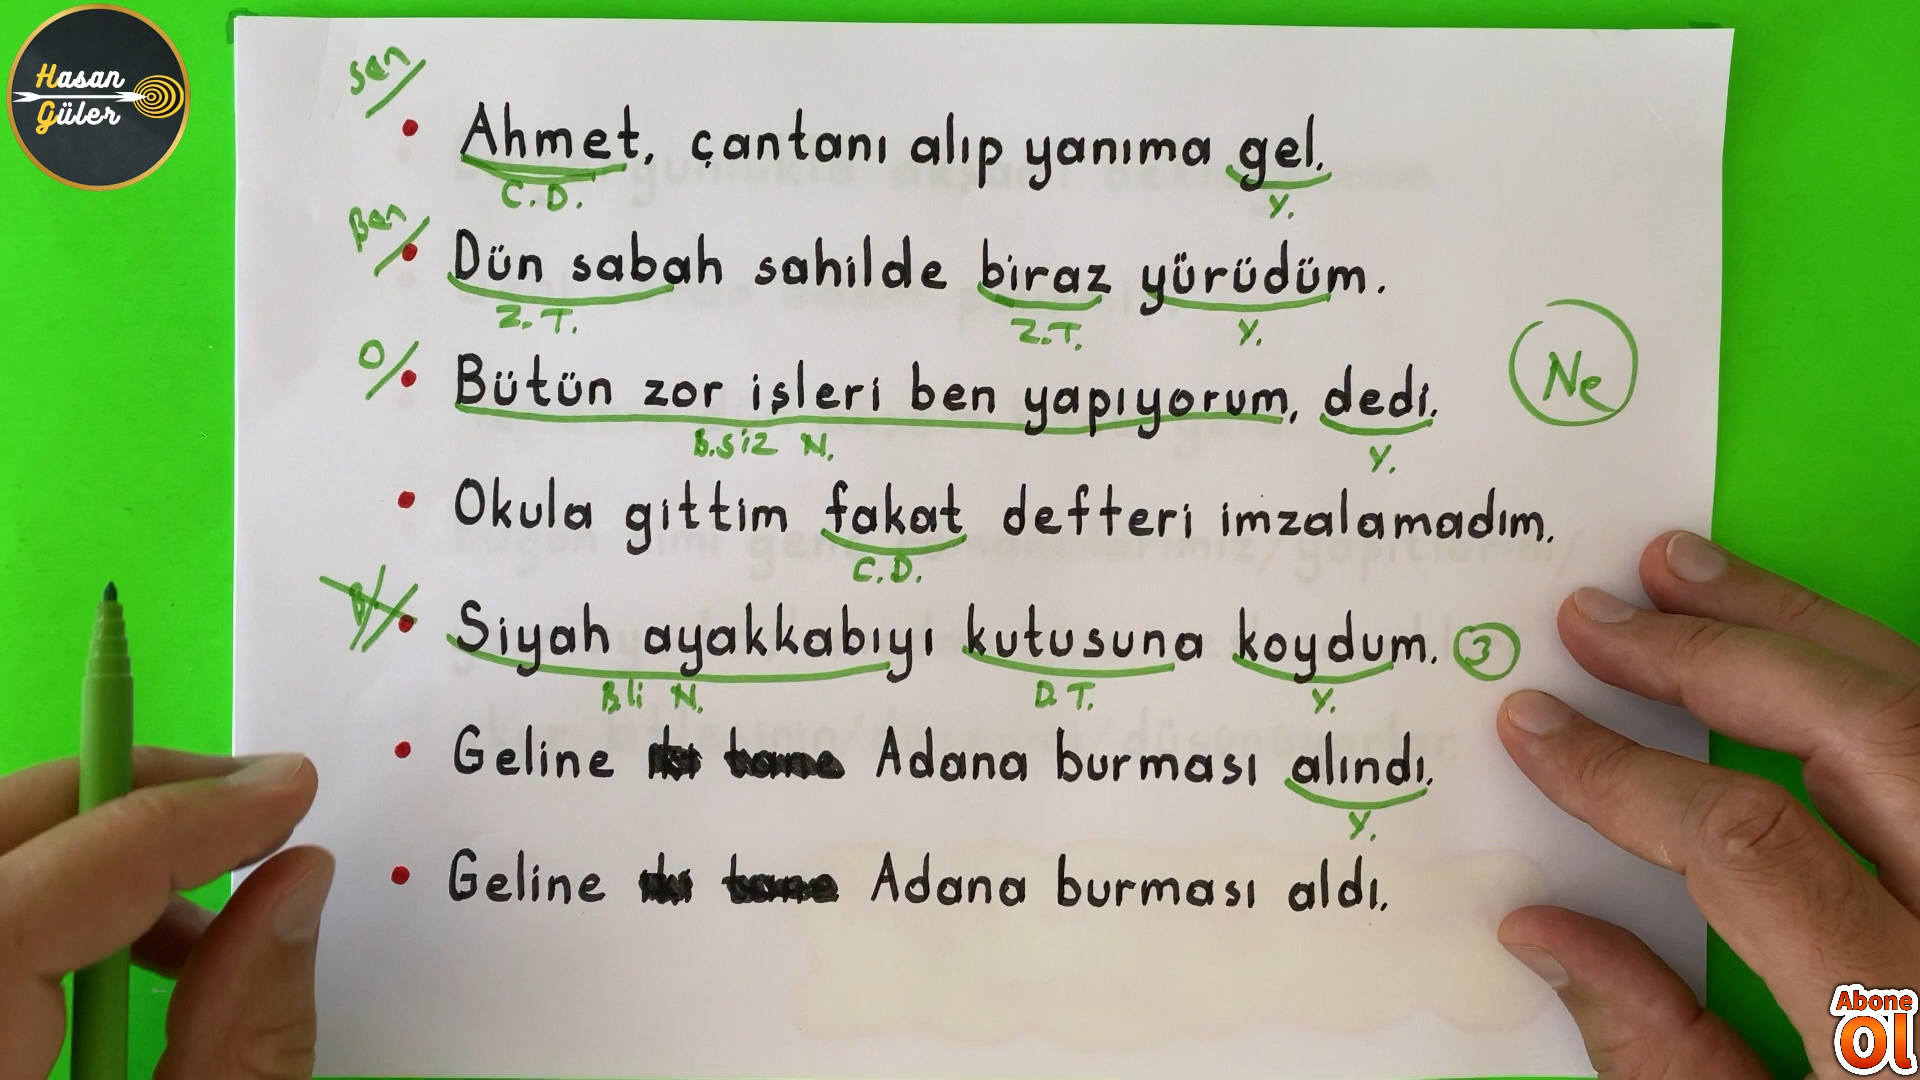 Hasan
Güler
Sen/
• Ahmet, çantanı alıp yanıma gel.
C.D. Y.
Ben/
• Dün sabah sahilde biraz yürüdüm.
Z.T. Z.T. Y.
O/
• Bütün zor işleri ben yapıyorum, dedi.
B.siz N. Y.
Ne
• Okula gittim fakat defteri imzalamadım.
C.D.
• Siyah ayakkabıyı kutusuna koydum. 3
B.li N. D.T. Y.
• Geline Adana burması alındı.
Y.
• Geline Adana burması aldı.
Abone
Ol